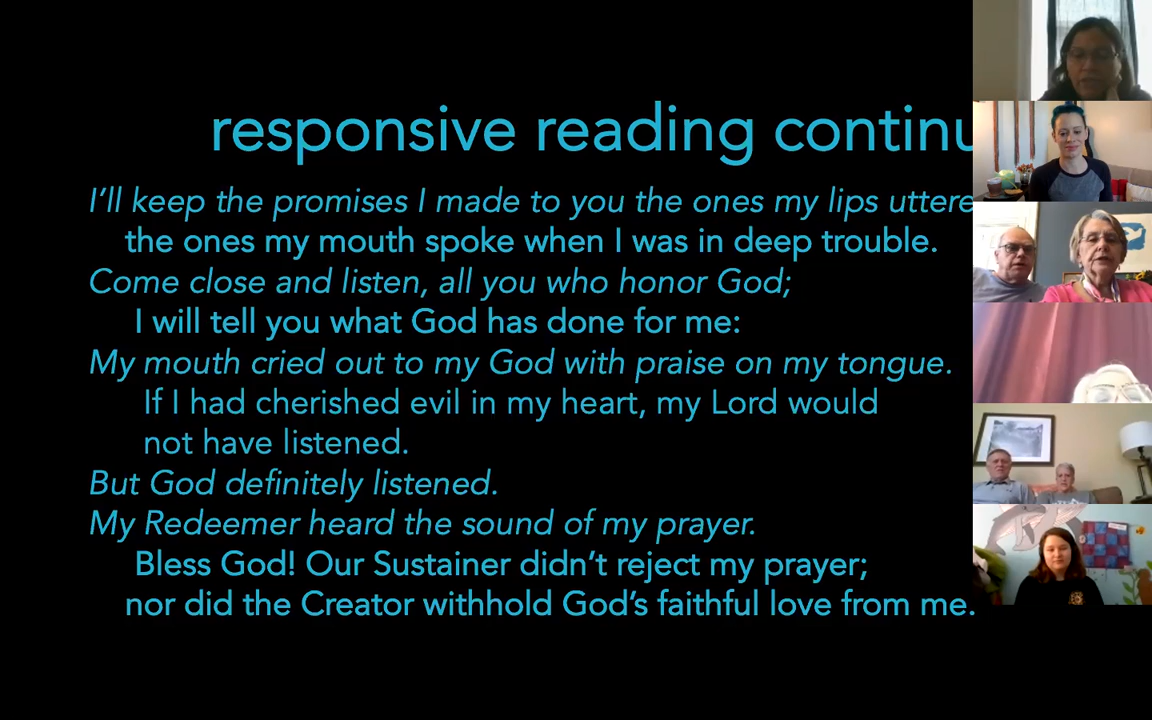 responsive reading continu
I'll keep the promises I made to you the ones my lips uttere
the ones my mouth spoke when I was in deep trouble.
Come close and listen, all you who honor God;
I will tell you what God has done for me:
My mouth cried out to my God with praise on my tongue.
If I had cherished evil in my heart, my Lord would
not have listened.
But God definitely listened.
My Redeemer heard the sound of my prayer.
Bless God! Our Sustainer didn't reject my prayer;
nor did the Creator withhold God's faithful love from me.